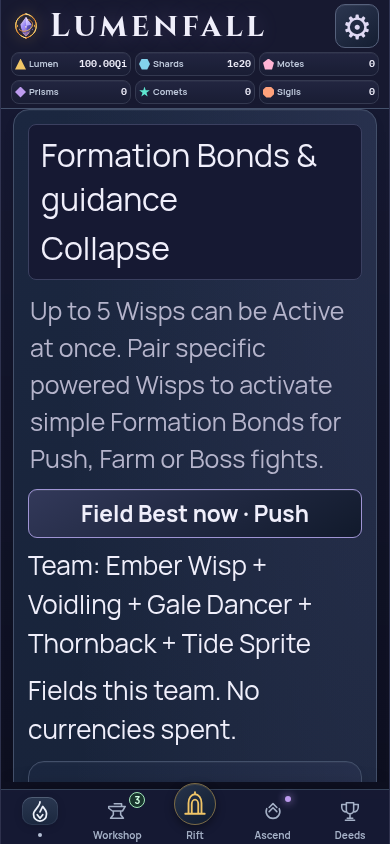 LUMENFALL
Lumen 100.00Qi
Shards 1e20
Motes 0
Prisms 0
Comets 0
Sigils 0
Formation Bonds &
guidance
Collapse
Up to 5 Wisps can be Active
at once. Pair specific
powered Wisps to activate
simple Formation Bonds for
Push, Farm or Boss fights.
Field Best now · Push
Team: Ember Wisp +
Voidling + Gale Dancer +
Thornback + Tide Sprite
Fields this team. No
currencies spent.
3
Workshop
Rift
Ascend
Deeds